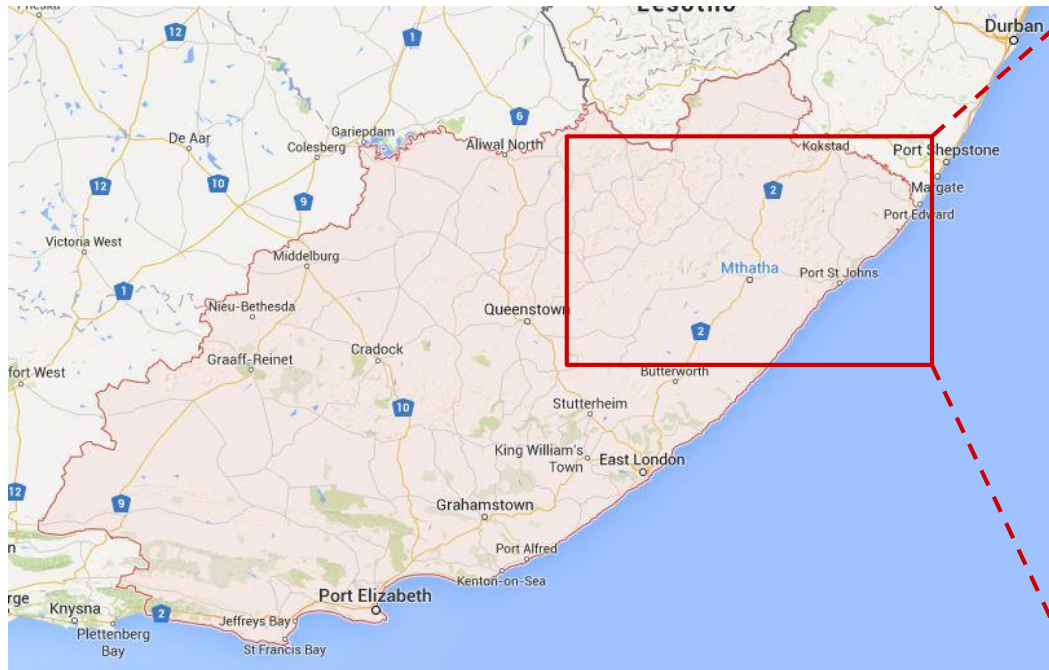 Lesotho
Durban
12
1
6
De Aar
Gariepdam
Colesberg
Aliwal North
Kokstad
Port Shepstone
12
10
9
2
Margate
Port Edward
Victoria West
Middelburg
Mthatha
Port St Johns
1
Nieu-Bethesda
Queenstown
2
Graaff-Reinet
Cradock
fort West
Butterworth
10
Stutterheim
King William's
Town
East London
12
9
Grahamstown
n
Port Alfred
Kenton-on-Sea
rge
Knysna
2
Port Elizabeth
Jeffreys Bay
Plettenberg
Bay
St Francis Bay